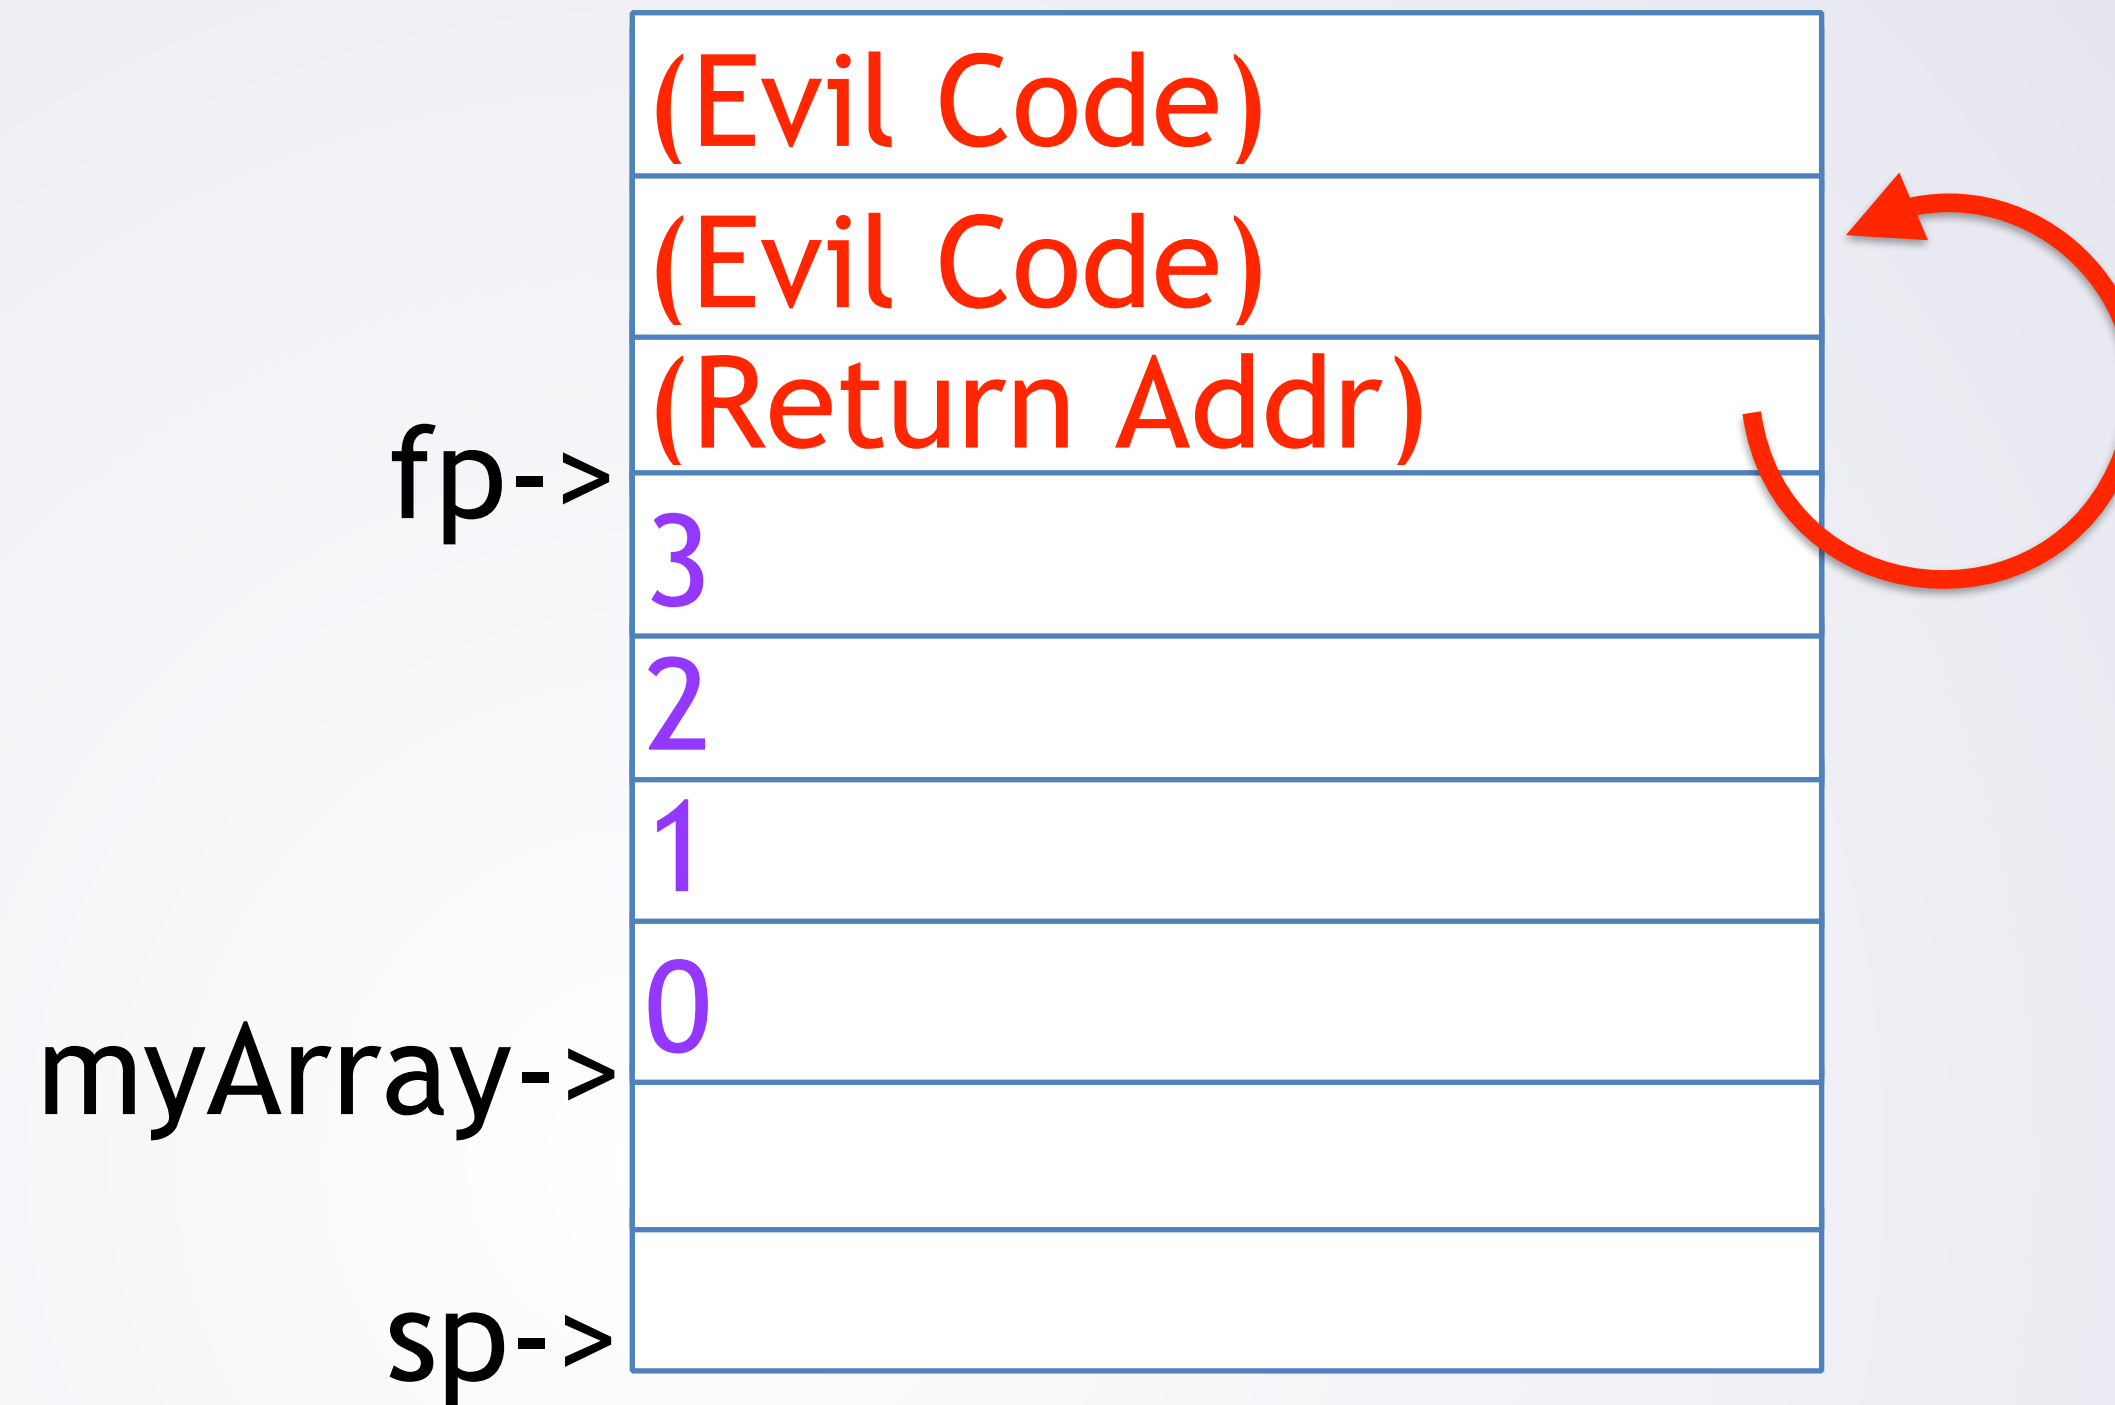 (Evil Code)
(Evil Code)
(Return Addr)
fp->
3
2
1
0
myArray->
sp->